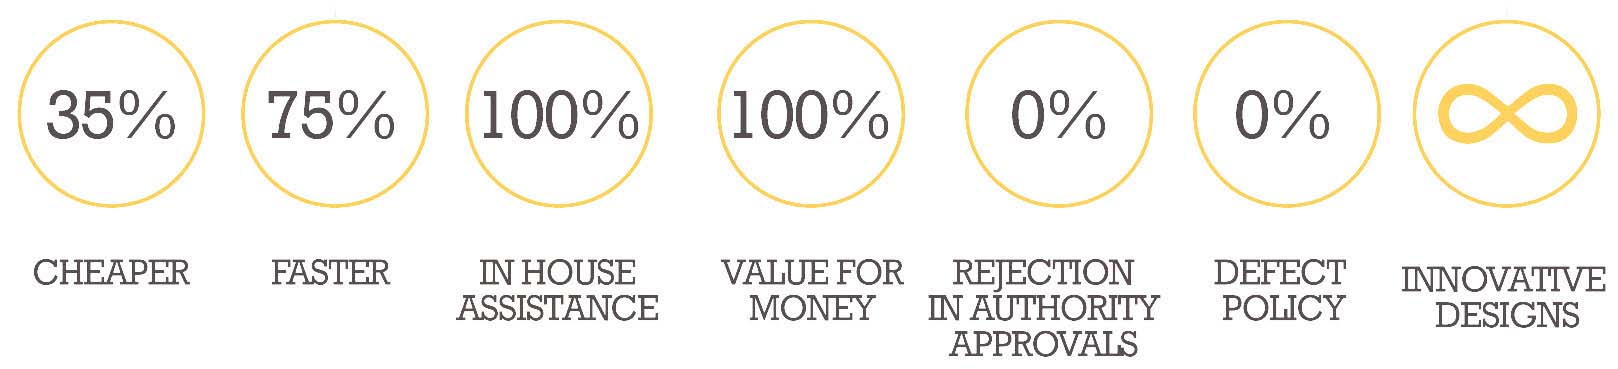 35%
CHEAPER
75%
FASTER
100%
IN HOUSE
ASSISTANCE
100%
VALUE FOR
MONEY
0%
REJECTION
IN AUTHORITY
APPROVALS
0%
DEFECT
POLICY
∞
INNOVATIVE
DESIGNS